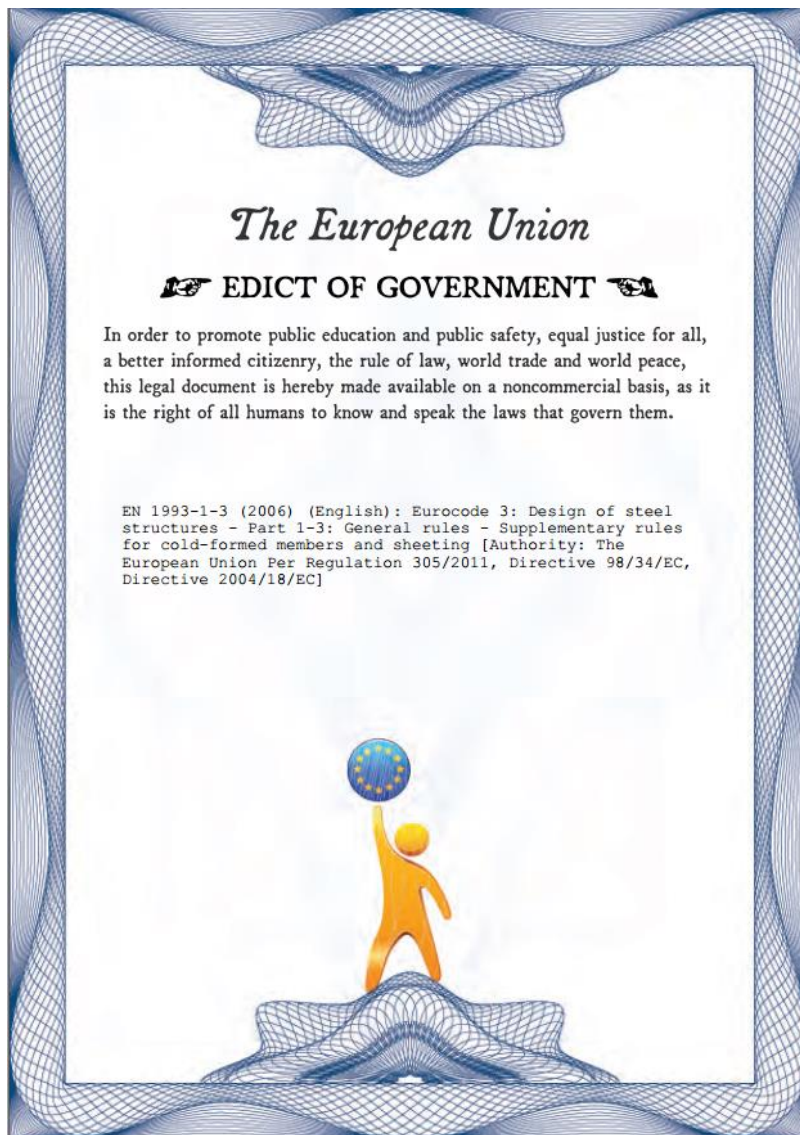 The European Union
EDICT OF GOVERNMENT
In order to promote public education and public safety, equal justice for all,
a better informed citizenry, the rule of law, world trade and world peace,
this legal document is hereby made available on a noncommercial basis, as it
is the right of all humans to know and speak the laws that govern them.
EN 1993-1-3 (2006) (English): Eurocode 3: Design of steel
structures - Part 1-3: General rules - Supplementary rules
for cold-formed members and sheeting [Authority: The
European Union Per Regulation 305/2011, Directive 98/34/EC,
Directive 2004/18/EC]